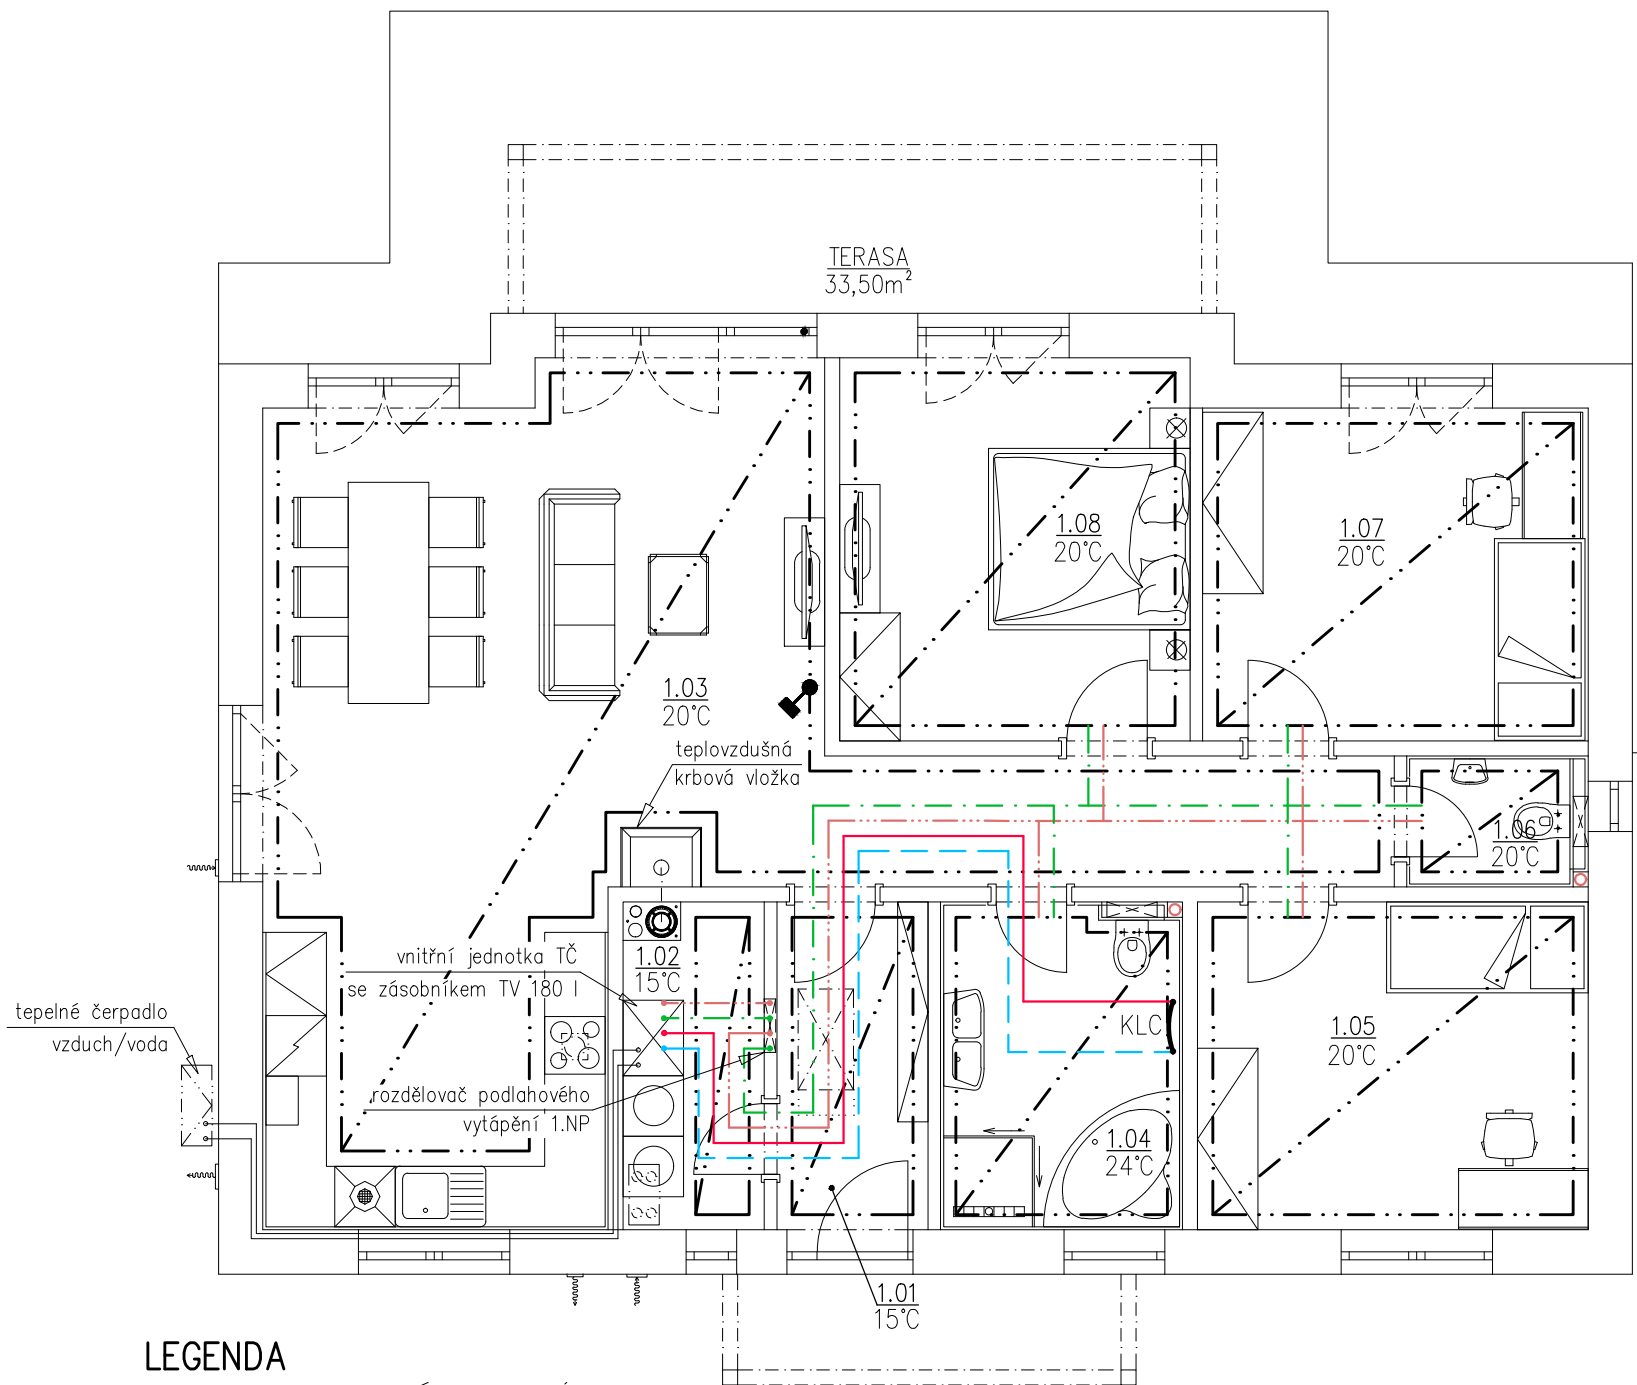 TERASA
33,50m²
1.08
20°C
1.07
20°C
1.03
20°C
teplovzdušná
krbová vložka
1.06
20°C
vnitřní jednotka TČ
se zásobníkem TV 180 l
1.02
15°C
tepelné čerpadlo
vzduch/voda
KLC
1.05
20°C
rozdělovač podlahového
vytápění 1.NP
1.04
24°C
1.01
15°C
LEGENDA